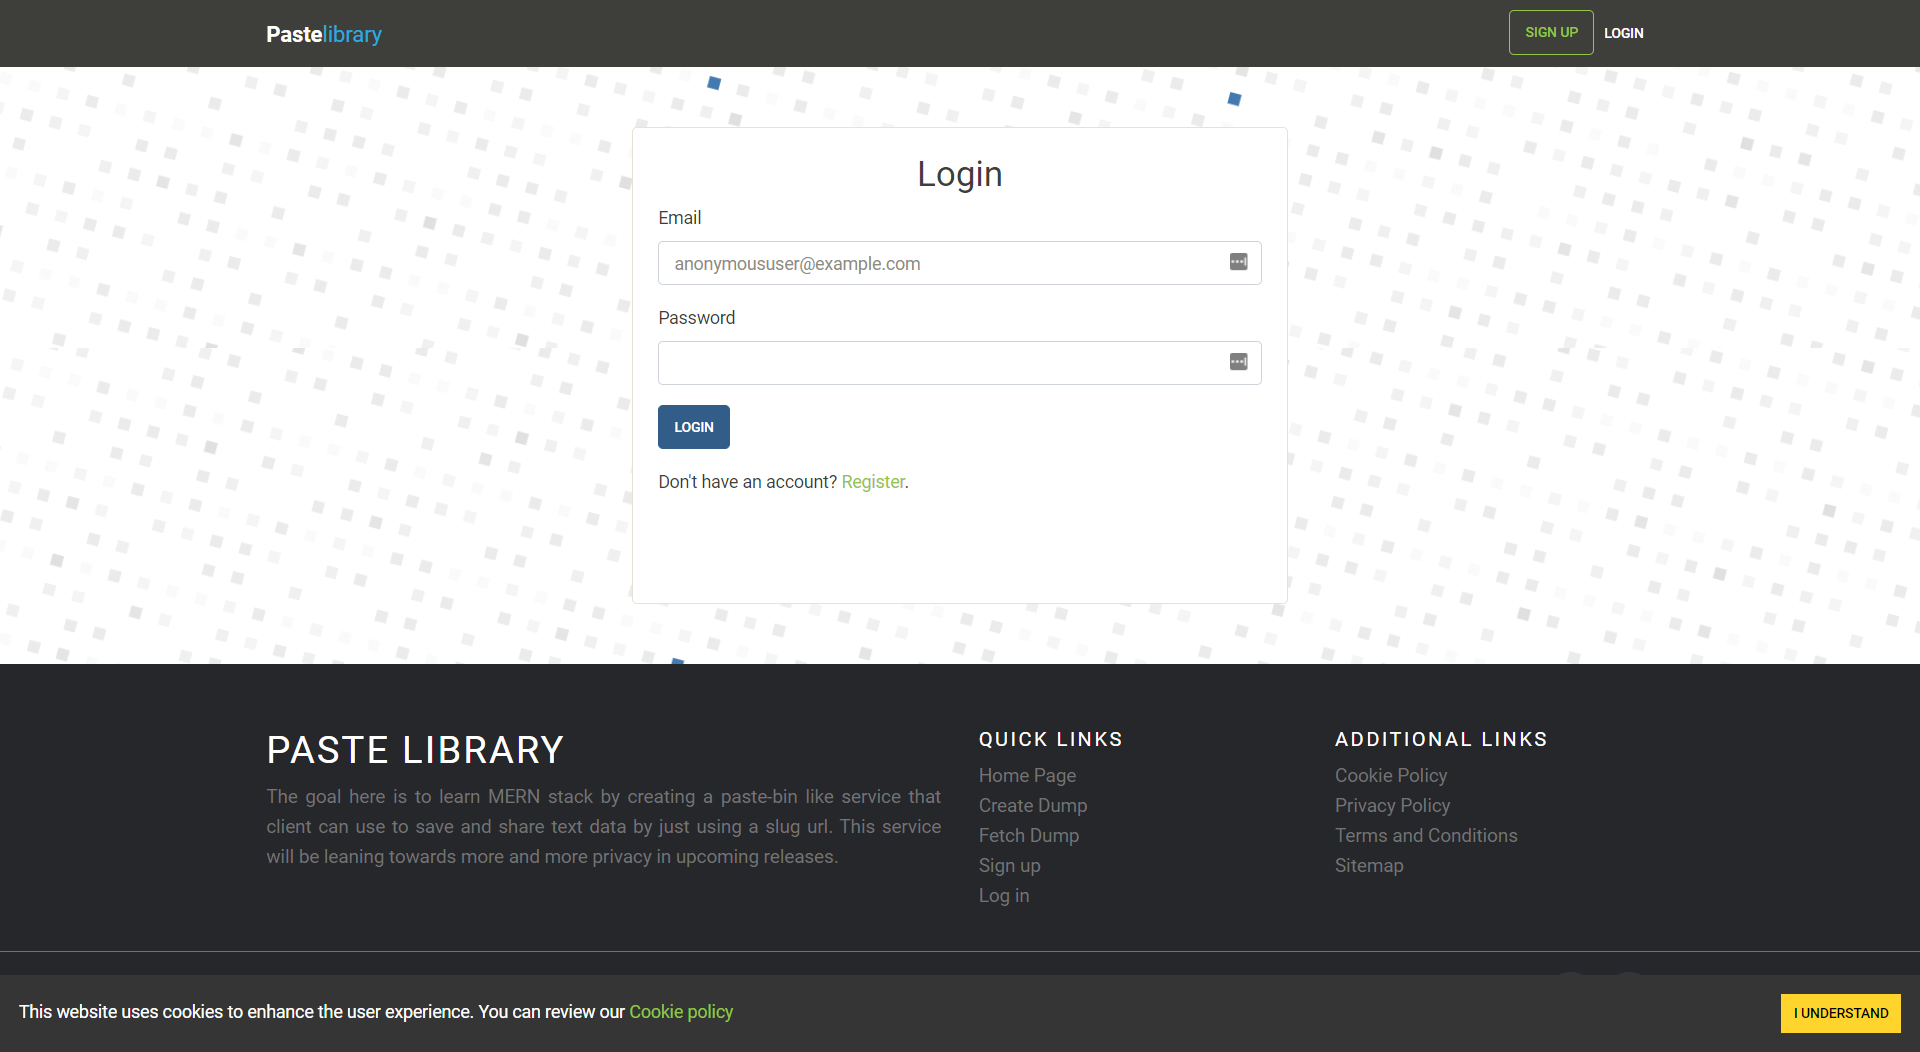 Pastelibrary
SIGN UP LOGIN
Login
Email
anonymoususer@example.com
Password
LOGIN
Don't have an account? Register.
PASTE LIBRARY
The goal here is to learn MERN stack by creating a paste-bin like service that
client can use to save and share text data by just using a slug url. This service
will be leaning towards more and more privacy in upcoming releases.
QUICK LINKS
Home Page
Create Dump
Fetch Dump
Sign up
Log in
ADDITIONAL LINKS
Cookie Policy
Privacy Policy
Terms and Conditions
Sitemap
This website uses cookies to enhance the user experience. You can review our Cookie policy
I UNDERSTAND